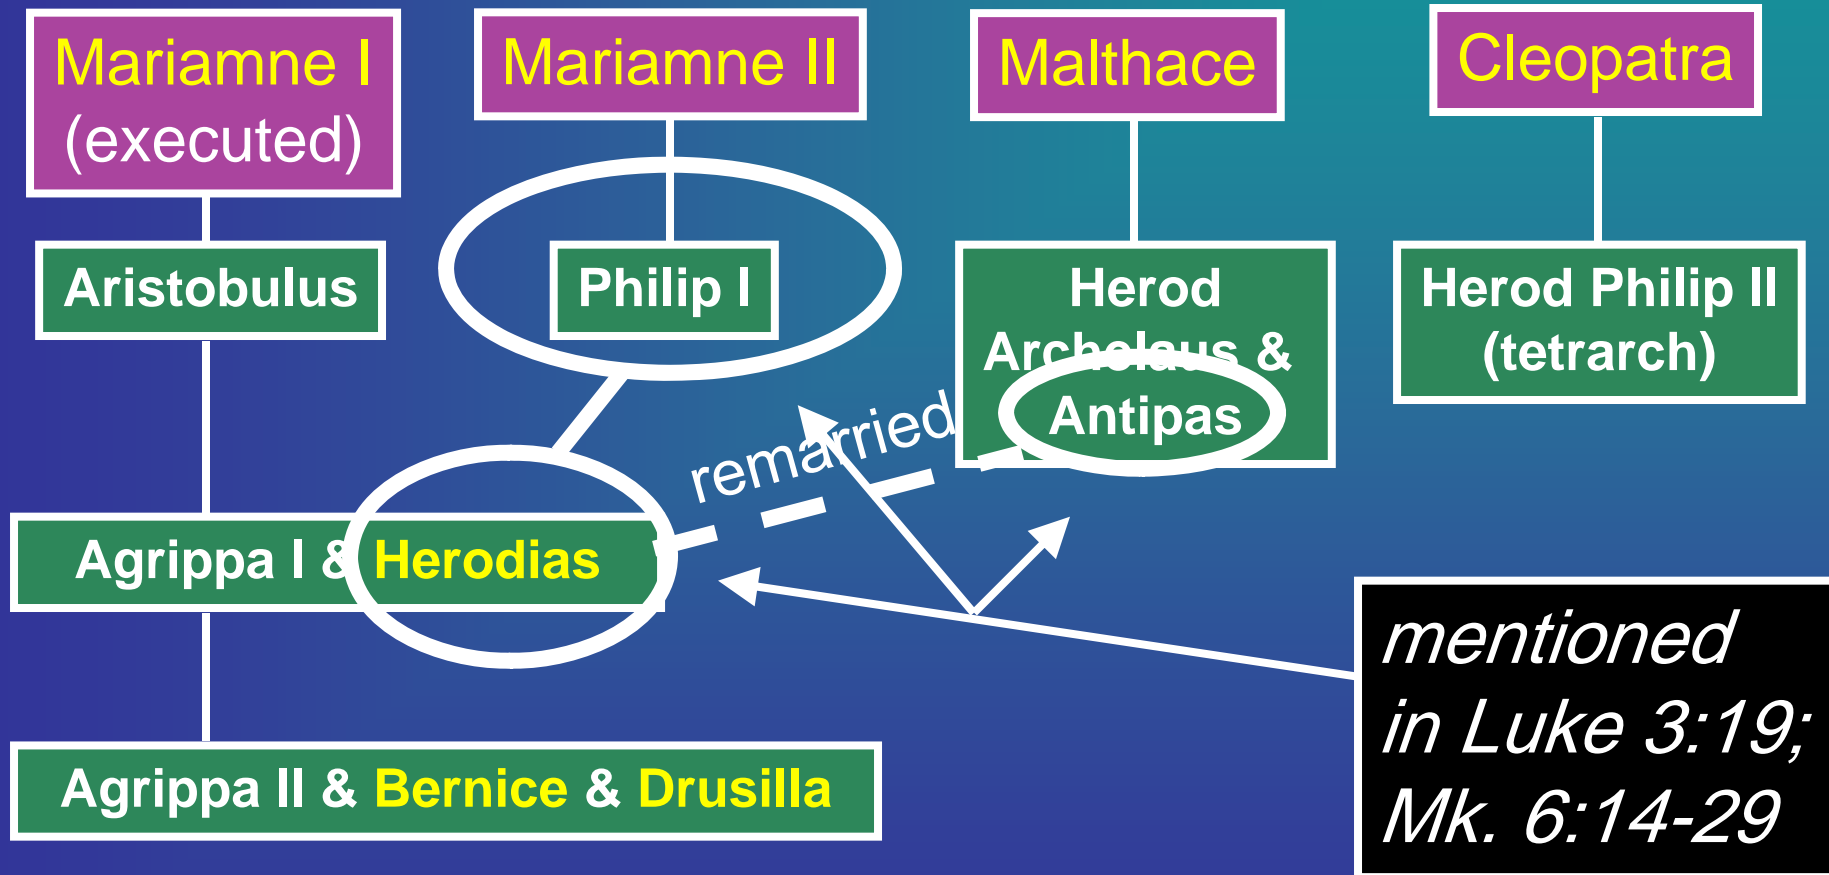 Mariamne I
(executed)
Mariamne II
Malthace
Cleopatra
Aristobulus
Philip I
Herod
Archelaus &
Antipas
Herod Philip II
(tetrarch)
remarried
Agrippa I & Herodias
Agrippa II & Bernice & Drusilla
mentioned
in Luke 3:19;
Mk. 6:14-29